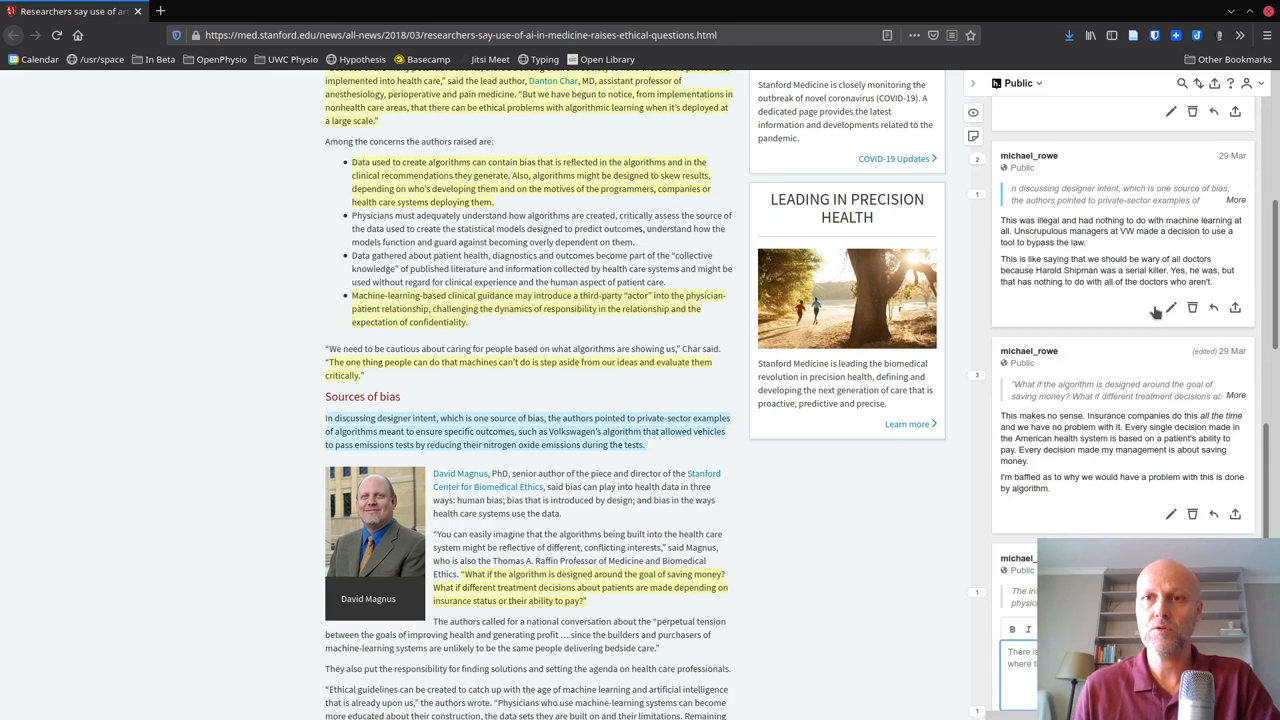 Researchers say use of ar
https://med.stanford.edu/news/all-news/2018/03/researchers-say-use-of-ai-in-medicine-raises-ethical-questions.html
Calendar
/usr/space
In Beta
OpenPhysio
UWC Physio
Hypothesis
Basecamp
Jitsi Meet
Typing
Open Library
Other Bookmarks
implemented into health care,” said the lead author, Danton Char, MD, assistant professor of
anesthesiology, perioperative and pain medicine. “But we have begun to notice, from implementations in
nonhealth care areas, that there can be ethical problems with algorithmic learning when it’s deployed at
a large scale.”
Among the concerns the authors raised are:
Data used to create algorithms can contain bias that is reflected in the algorithms and in the
clinical recommendations they generate. Also, algorithms might be designed to skew results,
depending on who’s developing them and on the motives of the programmers, companies or
health care systems deploying them.
Physicians must adequately understand how algorithms are created, critically assess the source of
the data used to create the statistical models designed to predict outcomes, understand how the
models function and guard against becoming overly dependent on them.
Data gathered about patient health, diagnostics and outcomes become part of the “collective
knowledge” of published literature and information collected by health care systems and might be
used without regard for clinical experience and the human aspect of patient care.
Machine-learning-based clinical guidance may introduce a third-party “actor” into the physician-
patient relationship, challenging the dynamics of responsibility in the relationship and the
expectation of confidentiality.
“We need to be cautious about caring for people based on what algorithms are showing us,” Char said.
“The one thing people can do that machines can’t do is step aside from our ideas and evaluate them
critically.”
Sources of bias
In discussing designer intent, which is one source of bias, the authors pointed to private-sector examples
of algorithms meant to ensure specific outcomes, such as Volkswagen’s algorithm that allowed vehicles
to pass emissions tests by reducing their nitrogen oxide emissions during the tests.
David Magnus
David Magnus, PhD, senior author of the piece and director of the Stanford
Center for Biomedical Ethics, said bias can play into health data in three
ways: human bias; bias that is introduced by design; and bias in the ways
health care systems use the data.
“You can easily imagine that the algorithms being built into the health care
system might be reflective of different, conflicting interests,” said Magnus,
who is also the Thomas A. Raffin Professor of Medicine and Biomedical
Ethics. “What if the algorithm is designed around the goal of saving money?
What if different treatment decisions about patients are made depending on
insurance status or their ability to pay?”
The authors called for a national conversation about the “perpetual tension
between the goals of improving health and generating profit … since the builders and purchasers of
machine-learning systems are unlikely to be the same people delivering bedside care.”
They also put the responsibility for finding solutions and setting the agenda on health care professionals.
“Ethical guidelines can be created to catch up with the age of machine learning and artificial intelligence
that is already upon us,” the authors wrote. “Physicians who use machine-learning systems can become
more educated about their construction, the data sets they are built on and their limitations. Remaining
Stanford Medicine is closely monitoring the
outbreak of novel coronavirus (COVID-19). A
dedicated page provides the latest
information and developments related to the
pandemic.
COVID-19 Updates
LEADING IN PRECISION
HEALTH
Stanford Medicine is leading the biomedical
revolution in precision health, defining and
developing the next generation of care that is
proactive, predictive and precise.
Learn more
Public
2
1
3
1
1
michael_rowe
29 Mar
Public
n discussing designer intent, which is one source of bias,
the authors pointed to private-sector examples of
More
This was illegal and had nothing to do with machine learning at
all. Unscrupulous managers at VW made a decision to use a
tool to bypass the law.
This is like saying that we should be wary of all doctors
because Harold Shipman was a serial killer. Yes, he was, but
that has nothing to do with all of the doctors who aren't.
michael_rowe
(edited) 29 Mar
Public
"What if the algorithm is designed around the goal of
saving money? What if different treatment decisions ab
More
This makes no sense. Insurance companies do this all the time
and we have no problem with it. Every single decision made in
the American health system is based on a patient's ability to
pay. Every decision made my management is about saving
money.
I'm baffled as to why we would have a problem with this is done
by algorithm.
michael_
Public
The in
physic
B I
There is
where t